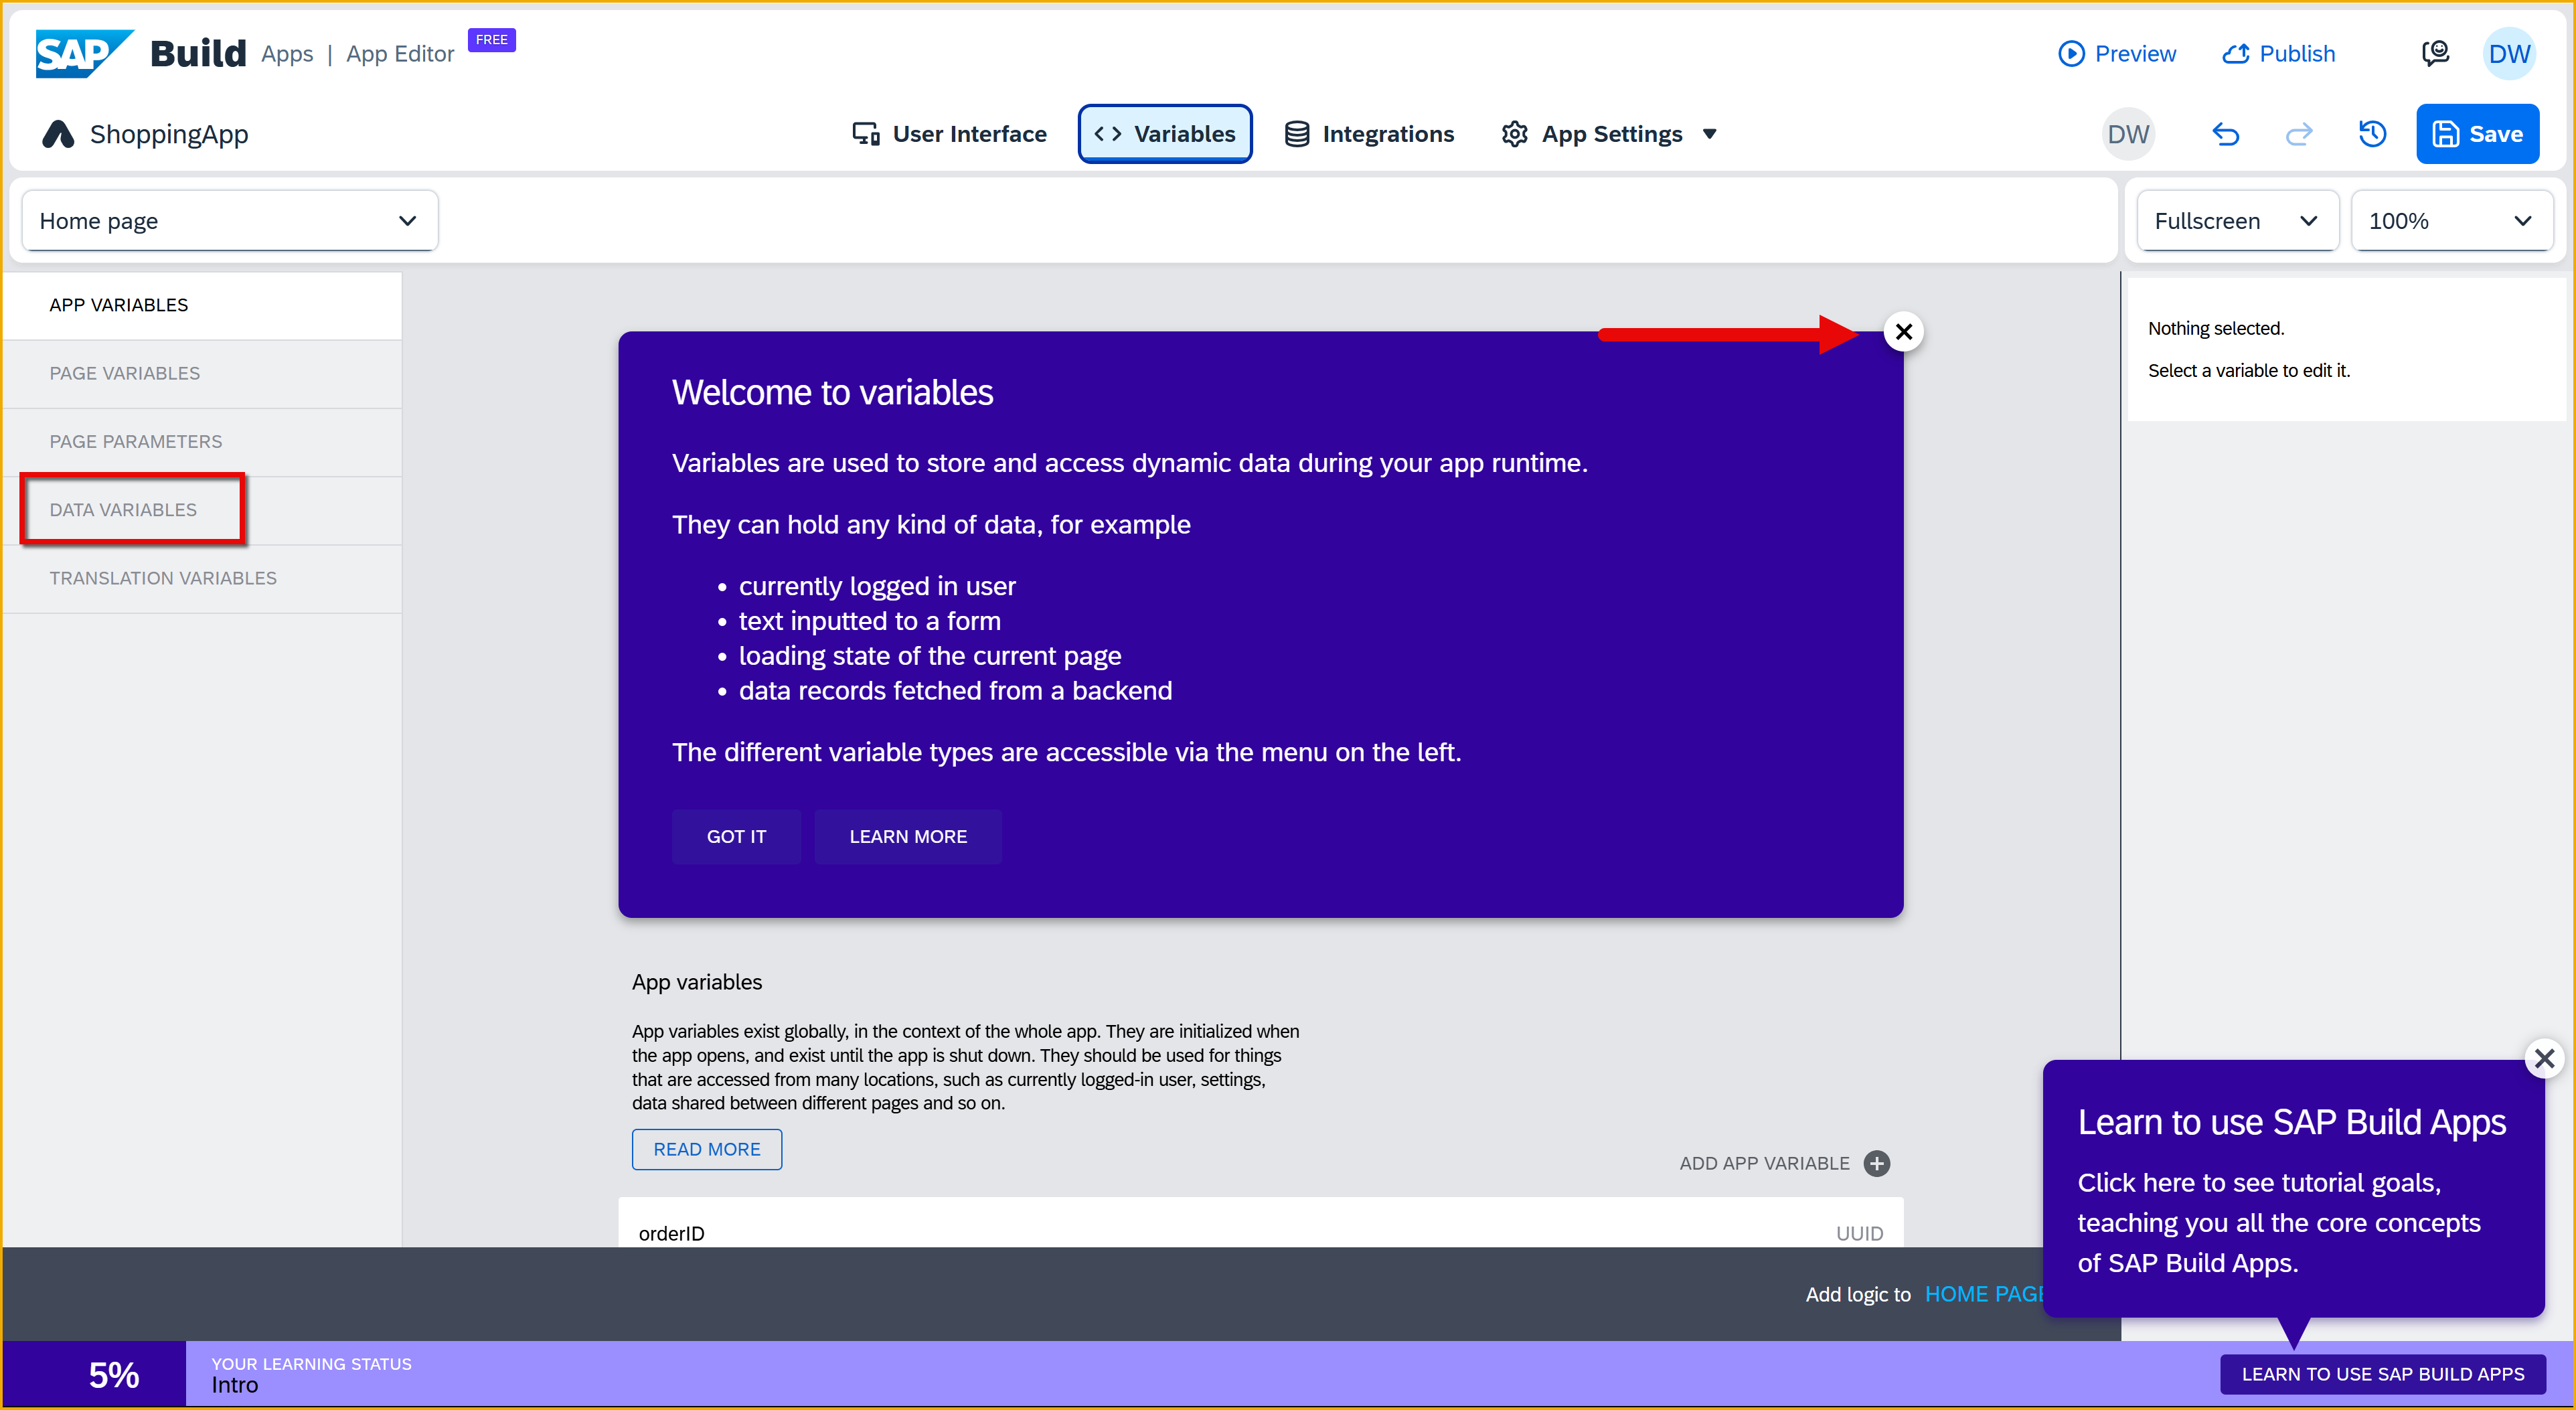 SAP Build Apps | App Editor FREE
Preview Publish DW
ShoppingApp
User Interface <> Variables Integrations App Settings
DW Save
Home page
Fullscreen 100%
APP VARIABLES
PAGE VARIABLES
PAGE PARAMETERS
DATA VARIABLES
TRANSLATION VARIABLES
Welcome to variables
Variables are used to store and access dynamic data during your app runtime.
They can hold any kind of data, for example
• currently logged in user
• text inputted to a form
• loading state of the current page
• data records fetched from a backend
The different variable types are accessible via the menu on the left.
GOT IT LEARN MORE
Nothing selected.
Select a variable to edit it.
App variables
App variables exist globally, in the context of the whole app. They are initialized when
the app opens, and exist until the app is shut down. They should be used for things
that are accessed from many locations, such as currently logged-in user, settings,
data shared between different pages and so on.
READ MORE
ADD APP VARIABLE
orderID UUID
Add logic to HOME PAGE
Learn to use SAP Build Apps
Click here to see tutorial goals,
teaching you all the core concepts
of SAP Build Apps.
5%
YOUR LEARNING STATUS
Intro
LEARN TO USE SAP BUILD APPS